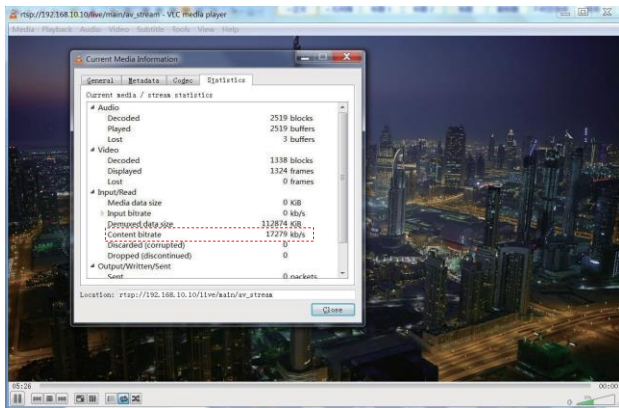 rtsp://192.168.10.10/live/main/av_stream - VLC media player
Media Playback Audio Video Subtitle Tools View Help
Current Media Information
General Metadata Codec Statistics
Current media / stream statistics
Audio
Decoded 2519 blocks
Played 2519 buffers
Lost 3 buffers
Video
Decoded 1338 blocks
Displayed 1324 frames
Lost 0 frames
Input/Read
Media data size 0 KiB
Input bitrate 0 kb/s
Demuxed data size 112874 KiB
Content bitrate 17279 kb/s
Discarded (corrupted) 0
Dropped (discontinued) 0
Output/Written/Sent
Sent 0 packets
Location: rtsp://192.168.10.10/live/main/av_stream
Close
05:26 00:00